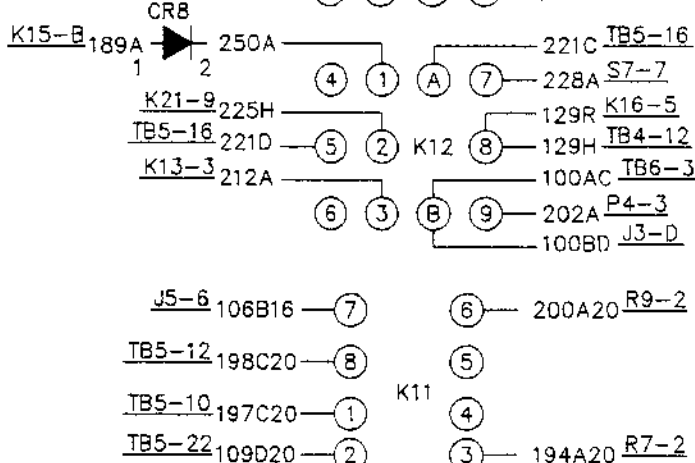 CR8
K15-B 189A 250A 221C TB5-16
1 2
4 1 A 7 228A S7-7
K21-9 225H 129R K16-5
TB5-16 221D 5 2 K12 8 129H TB4-12
K13-3 212A 100AC TB6-3
6 3 B 9 202A P4-3
100BD J3-D
J5-6 106B16 7 6 200A20 R9-2
TB5-12 198C20 8 5
K11
TB5-10 197C20 1 4
TB5-22 109D20 2 3 194A20 R7-2